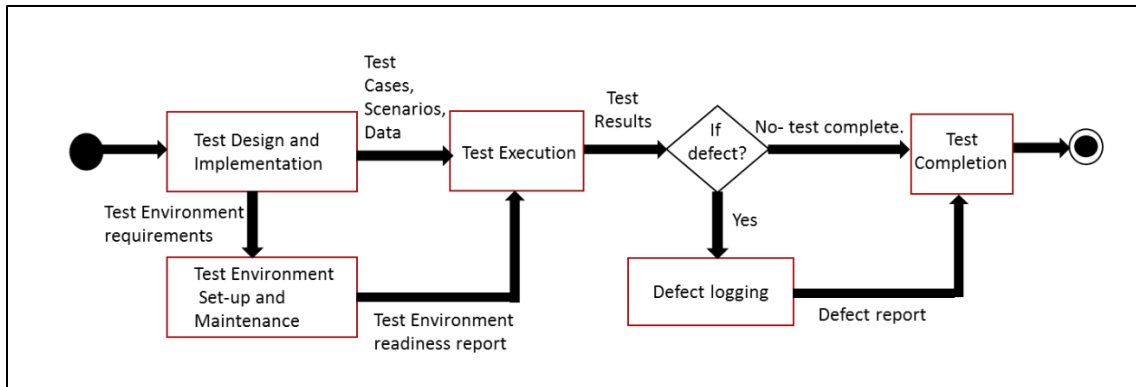 Test Design and
Implementation
Test
Cases,
Scenarios,
Data
Test Execution
Test
Results
If
defect?
No- test complete.
Test
Completion
Test Environment
requirements
Yes
Test Environment
Set-up and
Maintenance
Test Environment
readiness report
Defect logging
Defect report